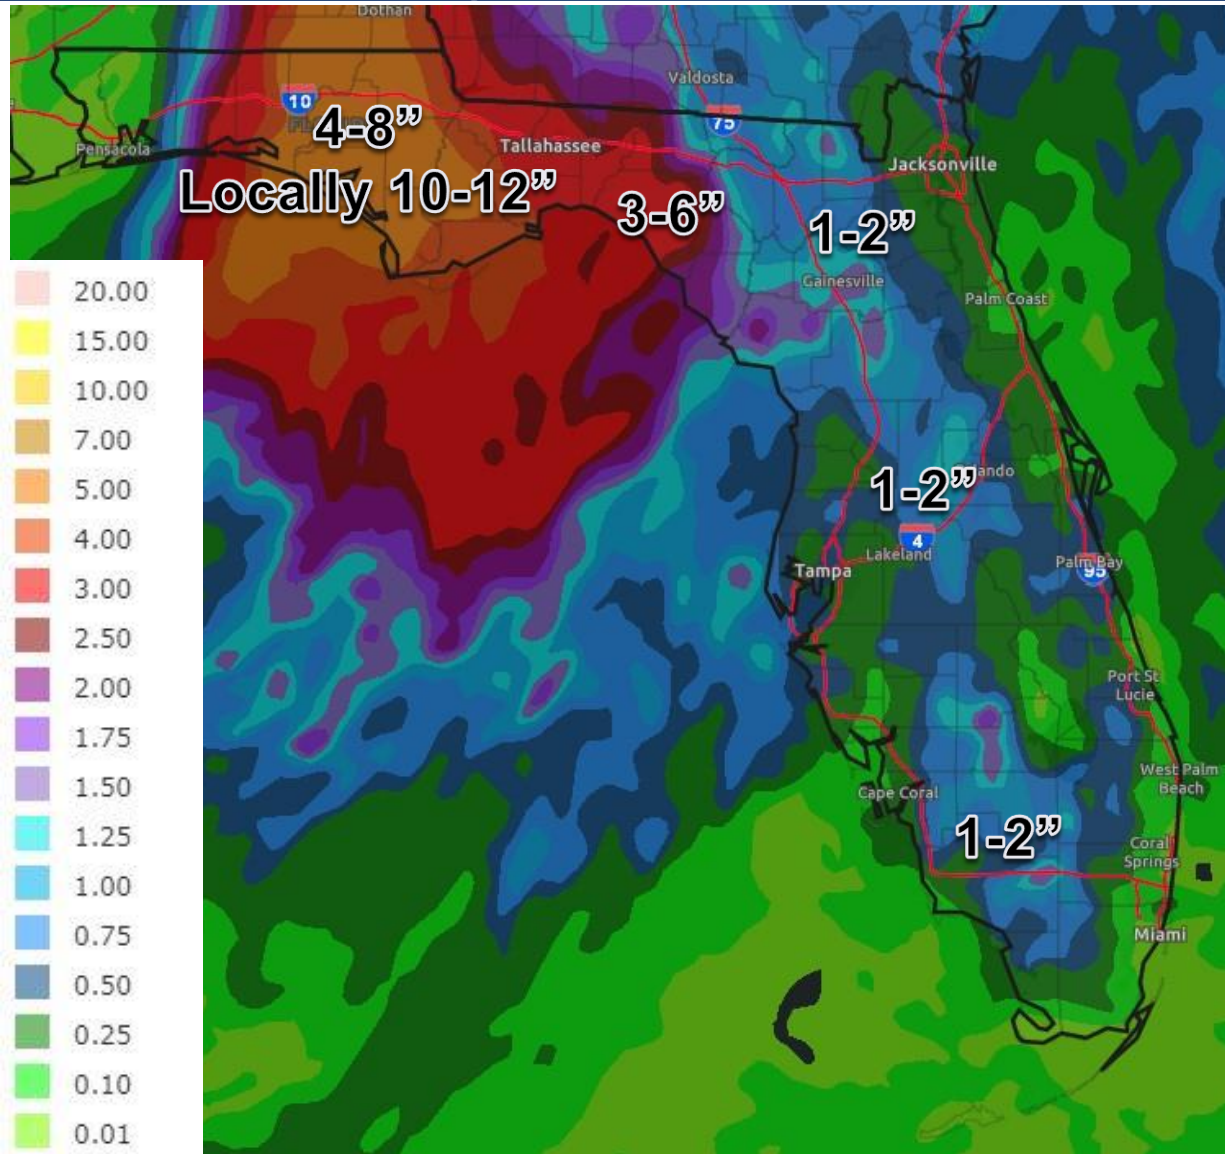 Dothan
Valdosta
10
4-8”
75
Pensacola
Tallahassee
Jacksonville
Locally 10-12”
3-6”
1-2”
Gainesville
Palm Coast
20.00
15.00
10.00
7.00
5.00
4.00
3.00
2.50
2.00
1.75
1.50
1.25
1.00
0.75
0.50
0.25
0.10
0.01
1-2”
4
Lakeland
Tampa
Palm Bay
95
Port St
Lucie
West Palm
Beach
Cape Coral
1-2”
Coral
Springs
Miami